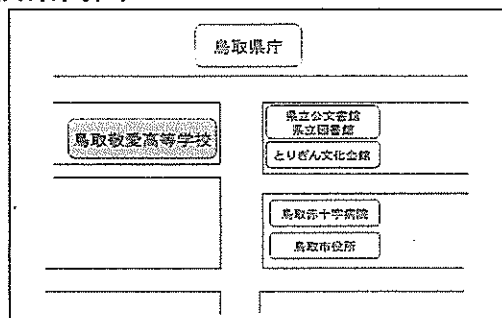 鳥取県庁
鳥取敬愛高等学校
県立公文書館
県立図書館
とりぎん文化会館
鳥取赤十字病院
鳥取市役所